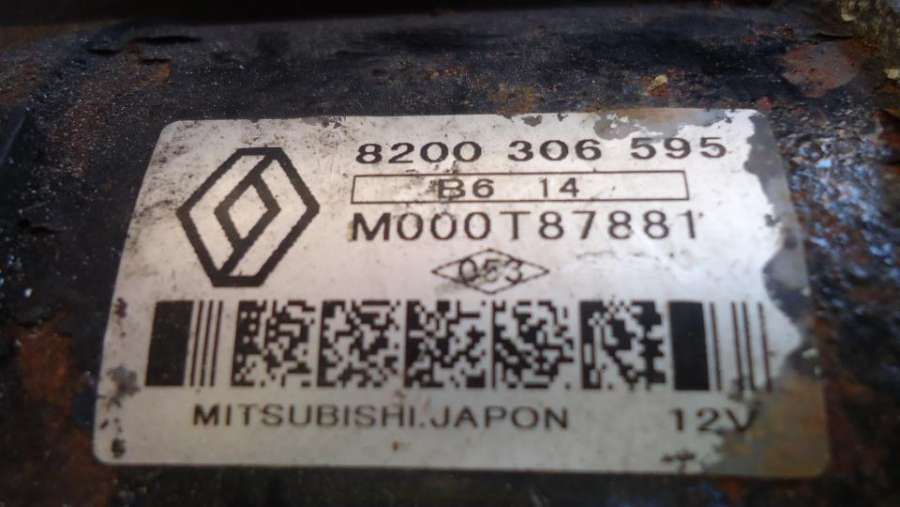 8200 306 595
B6 14
M000T87881
053
MITSUBISHI.JAPON 12V